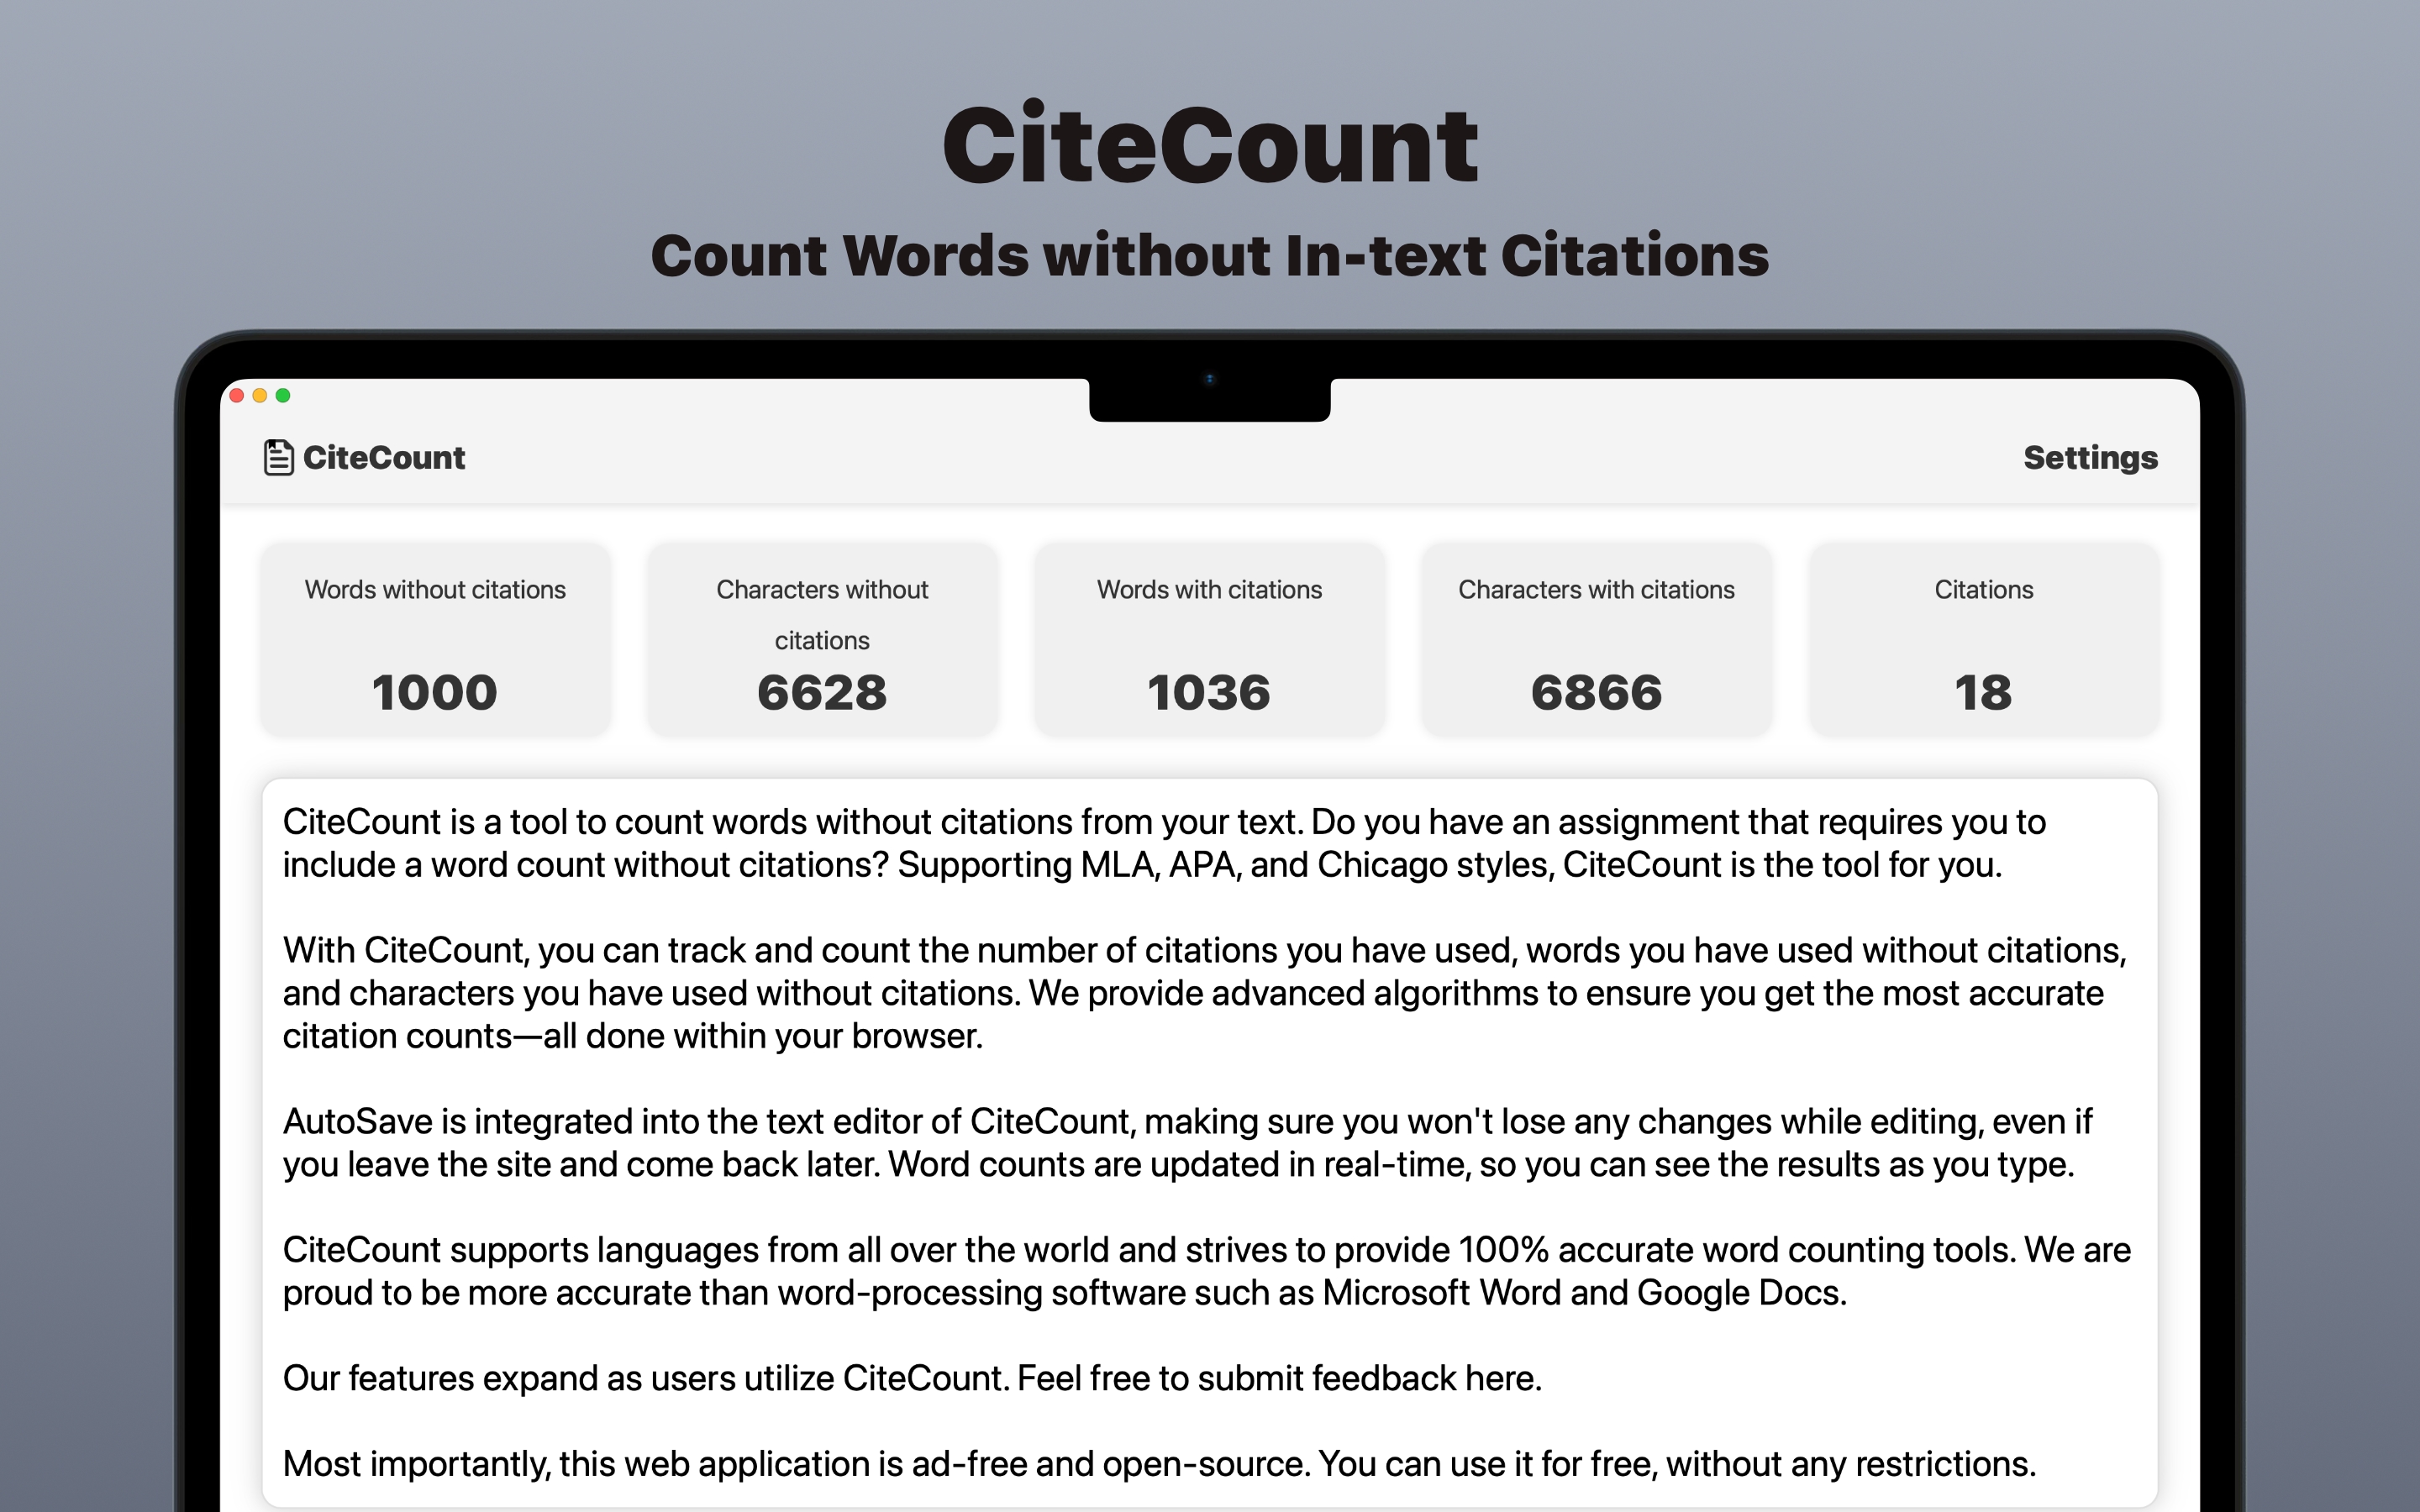 CiteCount
Count Words without In-text Citations
CiteCount
Settings
Words without citations
1000
Characters without
citations
6628
Words with citations
1036
Characters with citations
6866
Citations
18
CiteCount is a tool to count words without citations from your text. Do you have an assignment that requires you to
include a word count without citations? Supporting MLA, APA, and Chicago styles, CiteCount is the tool for you.
With CiteCount, you can track and count the number of citations you have used, words you have used without citations,
and characters you have used without citations. We provide advanced algorithms to ensure you get the most accurate
citation counts—all done within your browser.
AutoSave is integrated into the text editor of CiteCount, making sure you won't lose any changes while editing, even if
you leave the site and come back later. Word counts are updated in real-time, so you can see the results as you type.
CiteCount supports languages from all over the world and strives to provide 100% accurate word counting tools. We are
proud to be more accurate than word-processing software such as Microsoft Word and Google Docs.
Our features expand as users utilize CiteCount. Feel free to submit feedback here.
Most importantly, this web application is ad-free and open-source. You can use it for free, without any restrictions.